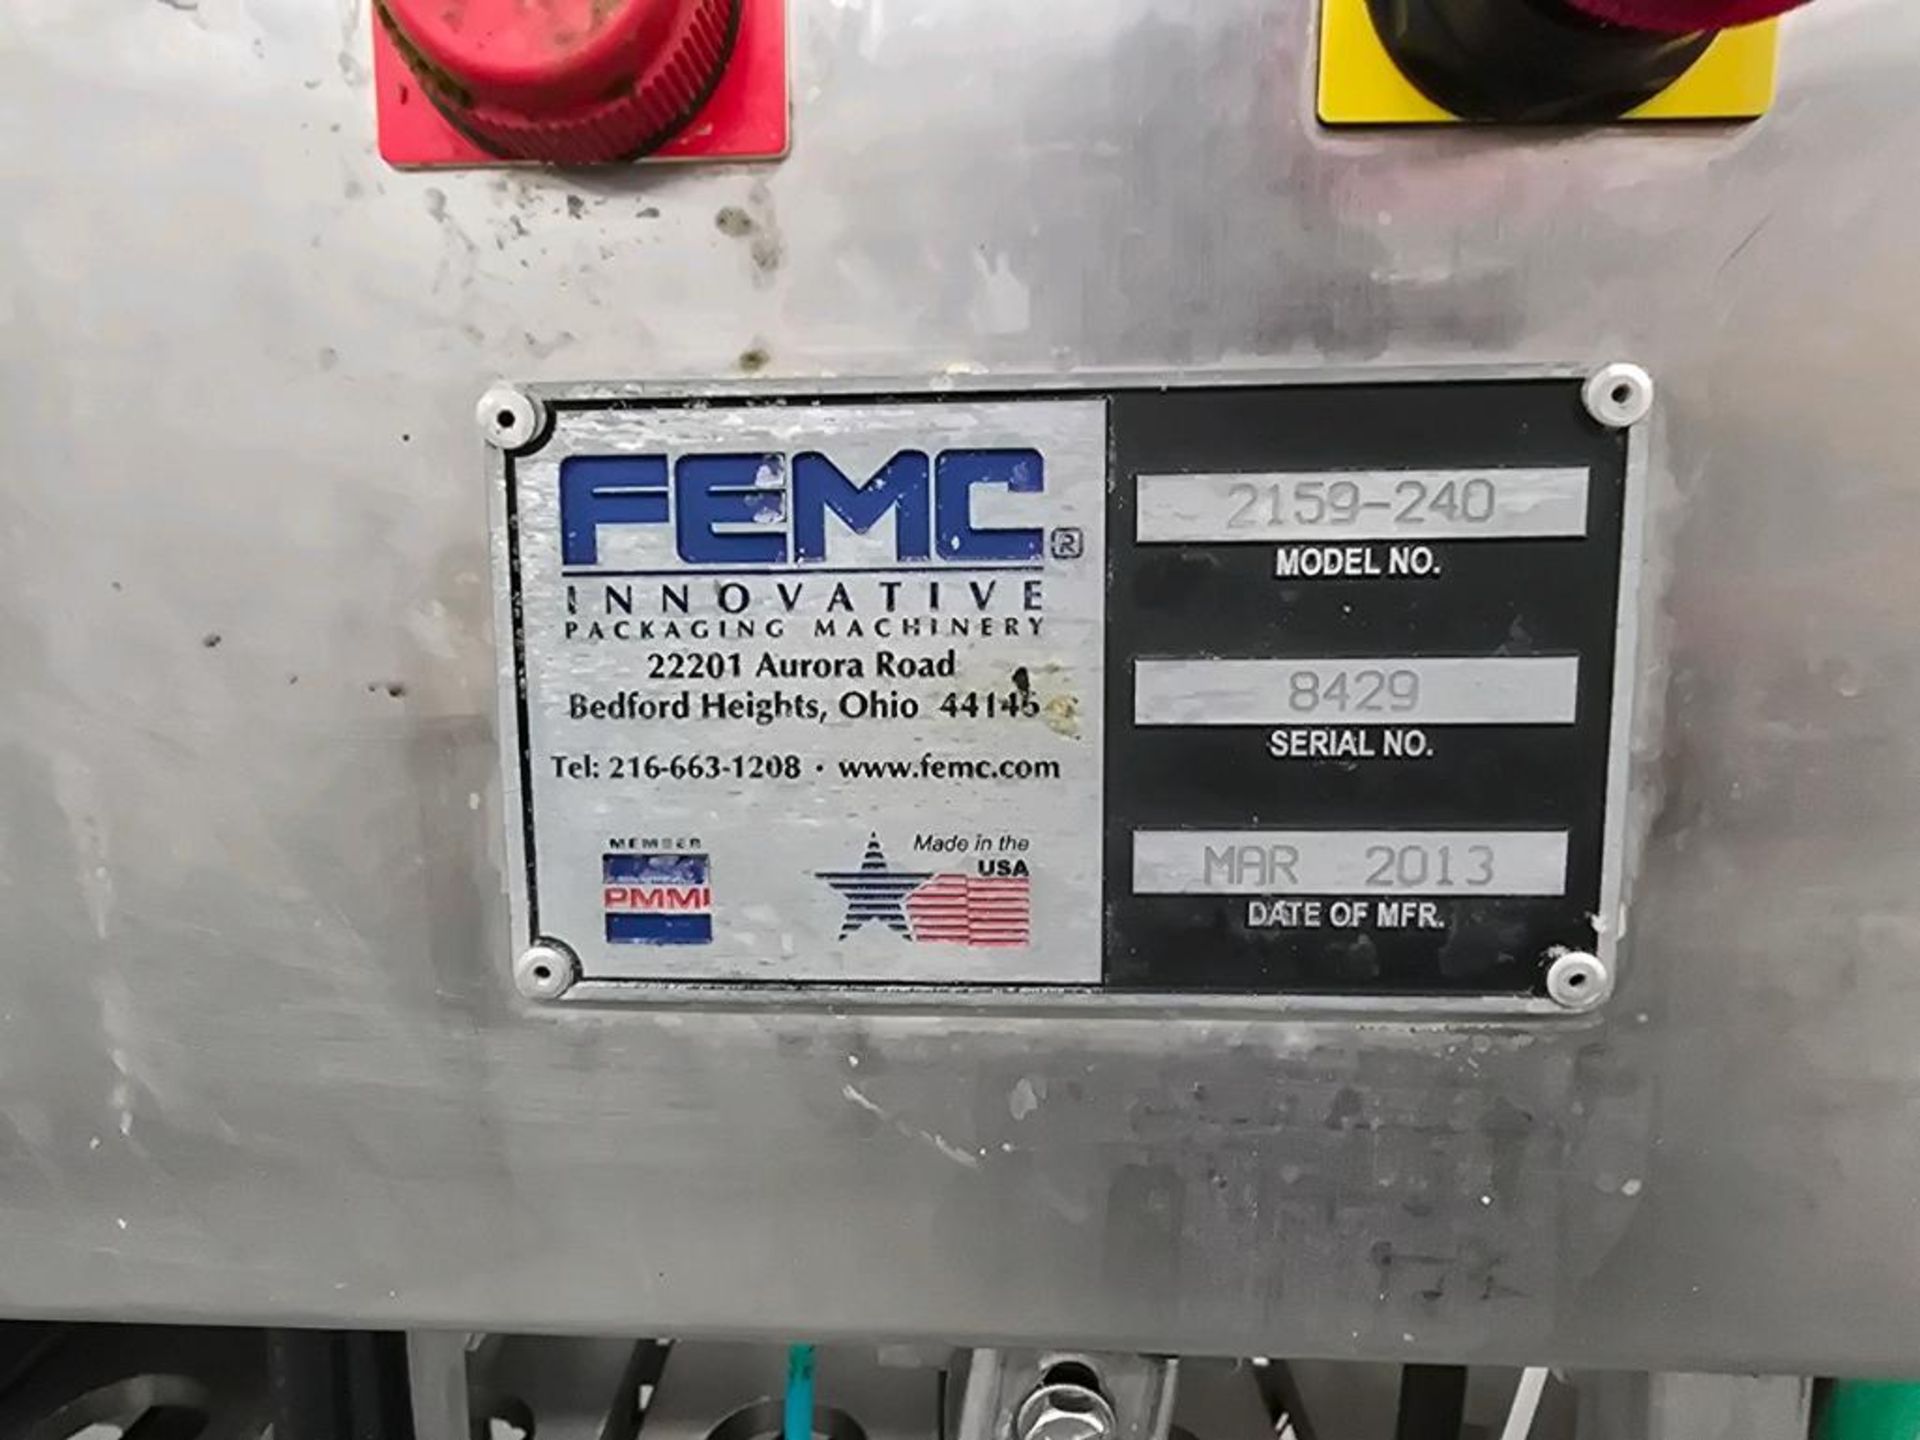 FEMC®
INNOVATIVE
PACKAGING MACHINERY
22201 Aurora Road
Bedford Heights, Ohio 44146
Tel: 216-663-1208 · www.femc.com
MEMBER
PMMI
Made in the
USA
2159-240
MODEL NO.
8429
SERIAL NO.
MAR 2013
DATE OF MFR.